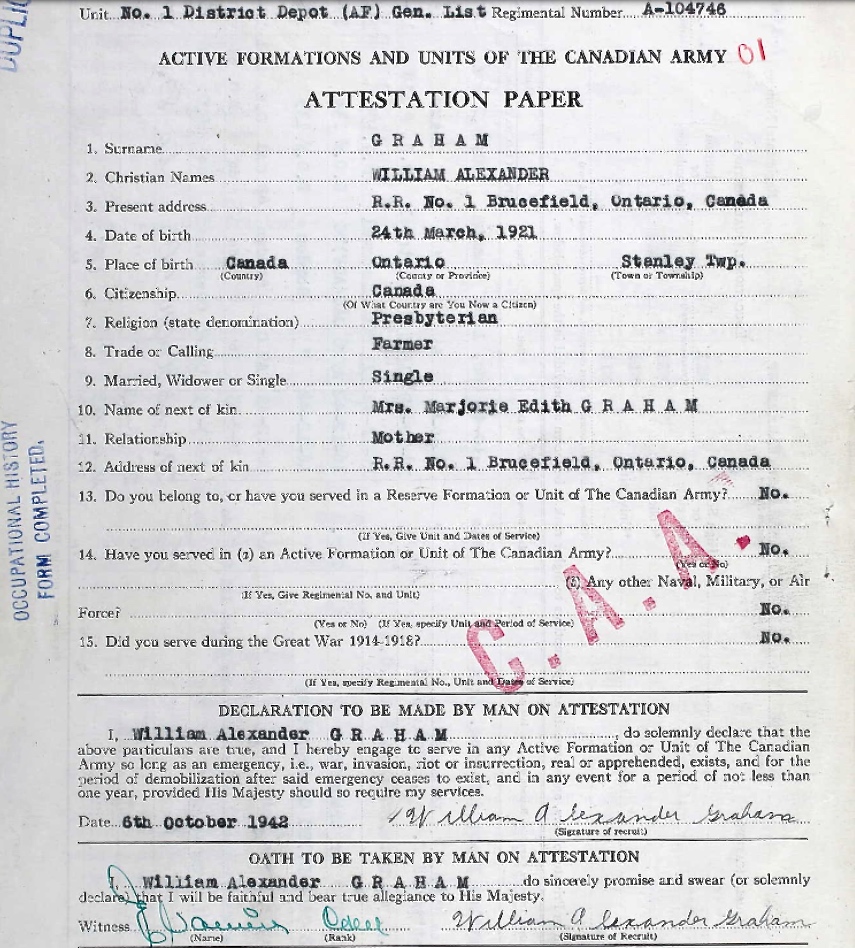 DUPLIC
Unit No. 1 District Depot (AF) Gen. List Regimental Number A-104746
ACTIVE FORMATIONS AND UNITS OF THE CANADIAN ARMY 01
ATTESTATION PAPER
1. Surname GRAHAM
2. Christian Names WILLIAM ALEXANDER
3. Present address R.R. No. 1 Brucefield, Ontario, Canada
4. Date of birth 24th March, 1921
5. Place of birth Canada Ontario Stanley Twp.
(Country) (County or Province) (Town or Township)
6. Citizenship Canada
(Of What Country are You Now a Citizen)
7. Religion (state denomination) Presbyterian
8. Trade or Calling Farmer
9. Married, Widower or Single Single
10. Name of next of kin Mrs. Marjorie Edith GRAHAM
11. Relationship Mother
12. Address of next of kin R.R. No. 1 Brucefield, Ontario, Canada
13. Do you belong to, or have you served in a Reserve Formation or Unit of The Canadian Army? No.
(If Yes, Give Unit and Dates of Service)
14. Have you served in (a) an Active Formation or Unit of The Canadian Army? No.
(Yes or No)
(b) Any other Naval, Military, or Air
(If Yes, Give Regimental No. and Unit)
Force? No.
(Yes or No) (If Yes, specify Unit and Period of Service)
15. Did you serve during the Great War 1914-1918? No.
(If Yes, specify Regimental No., Unit and Dates of Service)
C.A.A.
OCCUPATIONAL HISTORY
FORM COMPLETED.
DECLARATION TO BE MADE BY MAN ON ATTESTATION
I, William Alexander GRAHAM, do solemnly declare that the
above particulars are true, and I hereby engage to serve in any Active Formation or Unit of The Canadian
Army so long as an emergency, i.e., war, invasion, riot or insurrection, real or apprehended, exists, and for the
period of demobilization after said emergency ceases to exist, and in any event for a period of not less than
one year, provided His Majesty should so require my services.
Date 6th October 1942 William Alexander Graham
(Signature of recruit)
OATH TO BE TAKEN BY MAN ON ATTESTATION
I, William Alexander GRAHAM do sincerely promise and swear (or solemnly
declare) that I will be faithful and bear true allegiance to His Majesty.
Witness William Alexander Graham
(Name) (Rank) (Signature of Recruit)